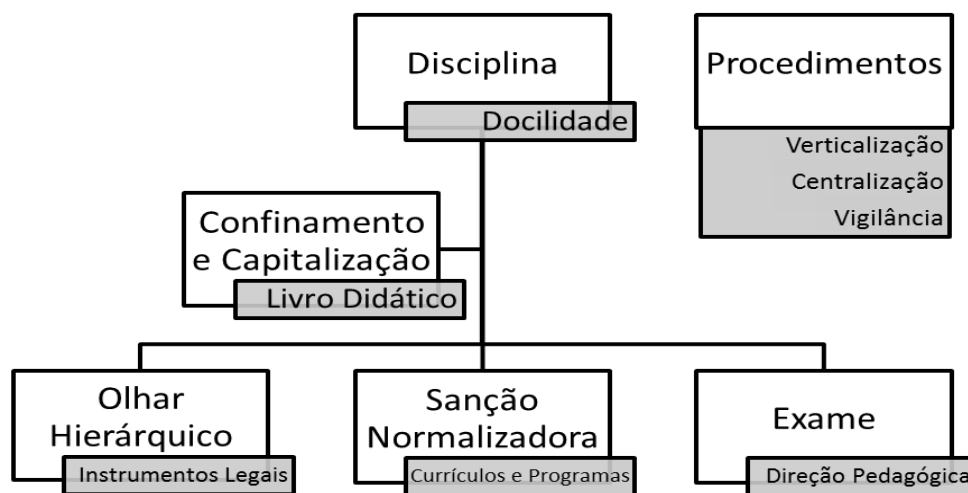 Disciplina
Docilidade
Procedimentos
Verticalização
Centralização
Vigilância
Confinamento
e Capitalização
Livro Didático
Olhar
Hierárquico
Instrumentos Legais
Sanção
Normalizadora
Currículos e Programas
Exame
Direção Pedagógica